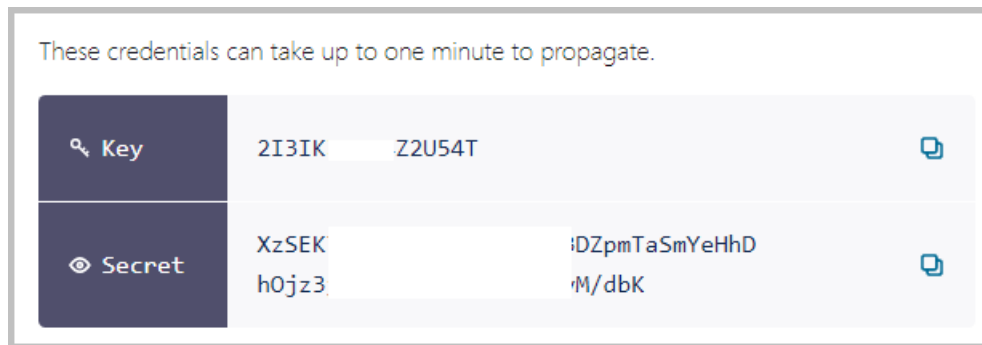 These credentials can take up to one minute to propagate.
Key 2I3IK Z2U54T
Secret
XzSEK DZpmTaSmYeHhD
hOjz3 M/dbK